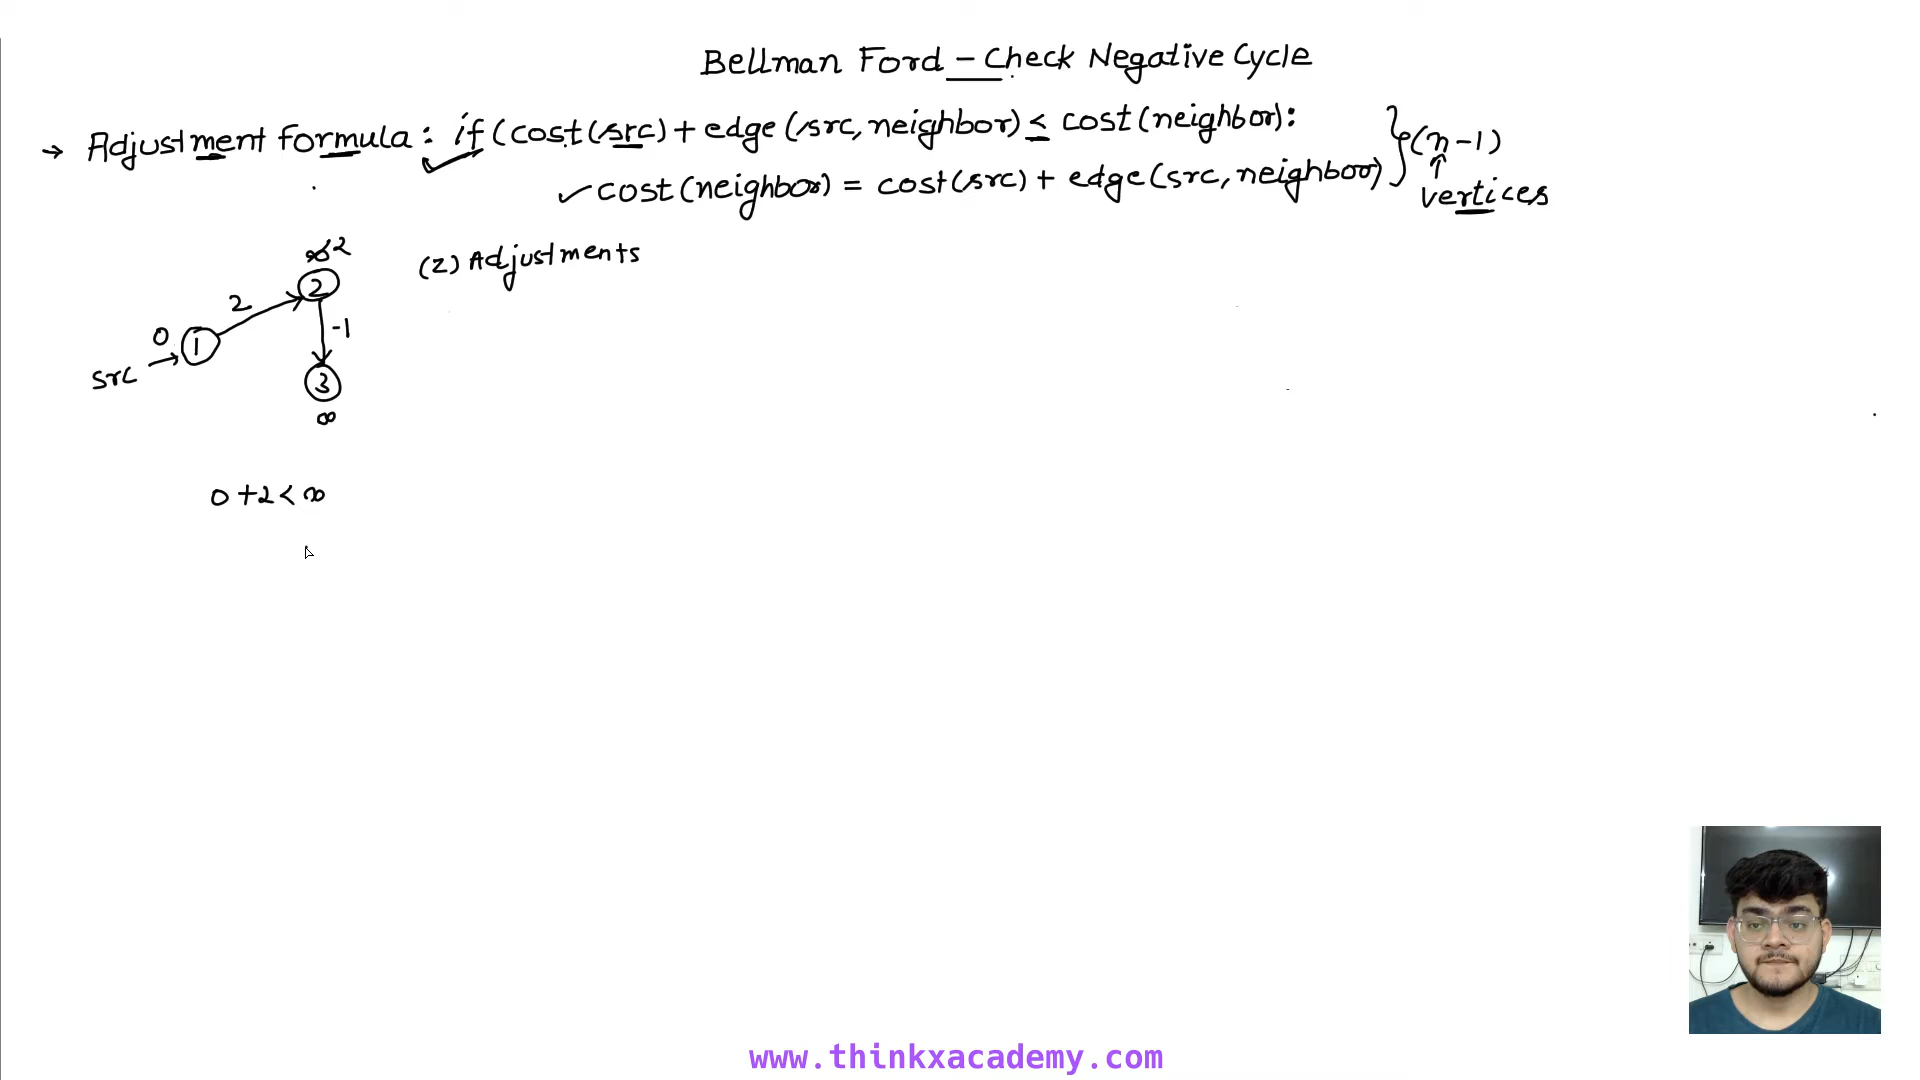 Bellman Ford - Check Negative Cycle
→ Adjustment formula: if (cost(src) + edge(src, neighbor) < cost(neighbor):
cost(neighbor) = cost(src) + edge(src, neighbor)
} (n-1)
↑
vertices
(2) Adjustments
∞ 2
2
2
0
1
-1
src →
3
∞
0 + 2 < ∞
www.thinkxacademy.com